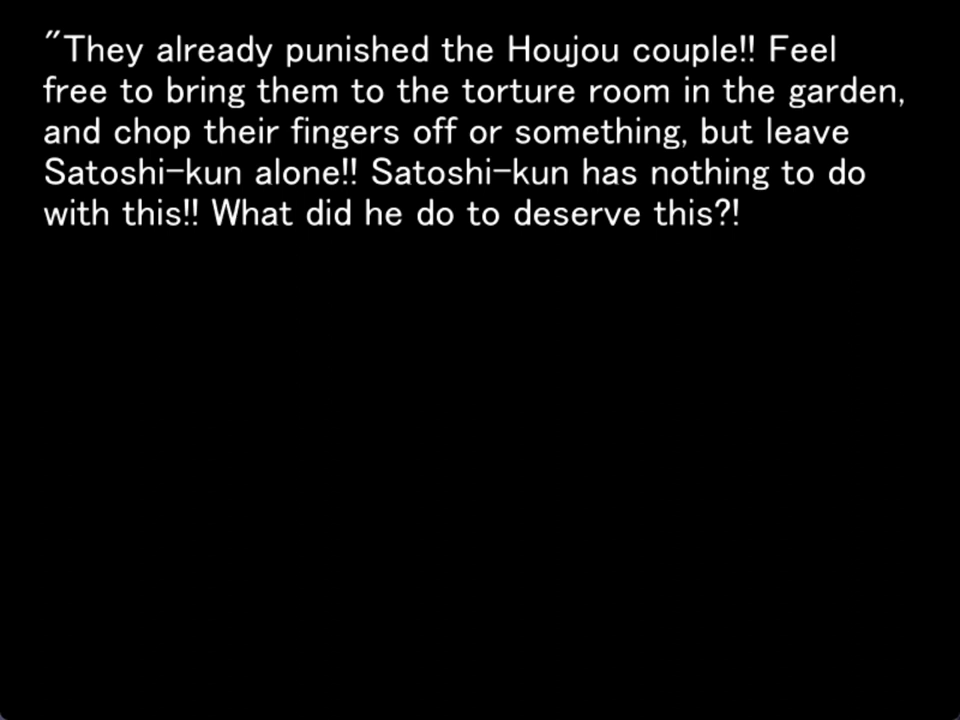 "They already punished the Houjou couple!! Feel
free to bring them to the torture room in the garden,
and chop their fingers off or something, but leave
Satoshi-kun alone!! Satoshi-kun has nothing to do
with this!! What did he do to deserve this?!